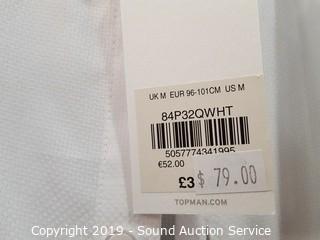 UK M EUR 96-101CM US M
84P32QWHT
5057774341995
€52.00
£3 $ 79.00
TOPMAN.COM
Copyright 2019 - Sound Auction Service